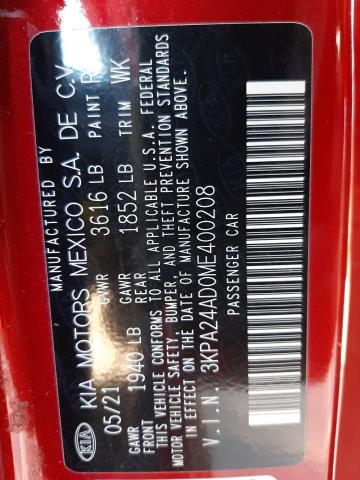 MANUFACTURED BY
KIA KIA MOTORS MEXICO S.A. DE C.V.
05/21 GVWR 3616 LB PAINT
GAWR FRONT 1940 LB GAWR REAR 1852 LB TRIM WK
THIS VEHICLE CONFORMS TO ALL APPLICABLE U.S.A. FEDERAL
MOTOR VEHICLE SAFETY, BUMPER, AND THEFT PREVENTION STANDARDS
IN EFFECT ON THE DATE OF MANUFACTURE SHOWN ABOVE.
V.I.N. 3KPA24AD0ME400208
PASSENGER CAR